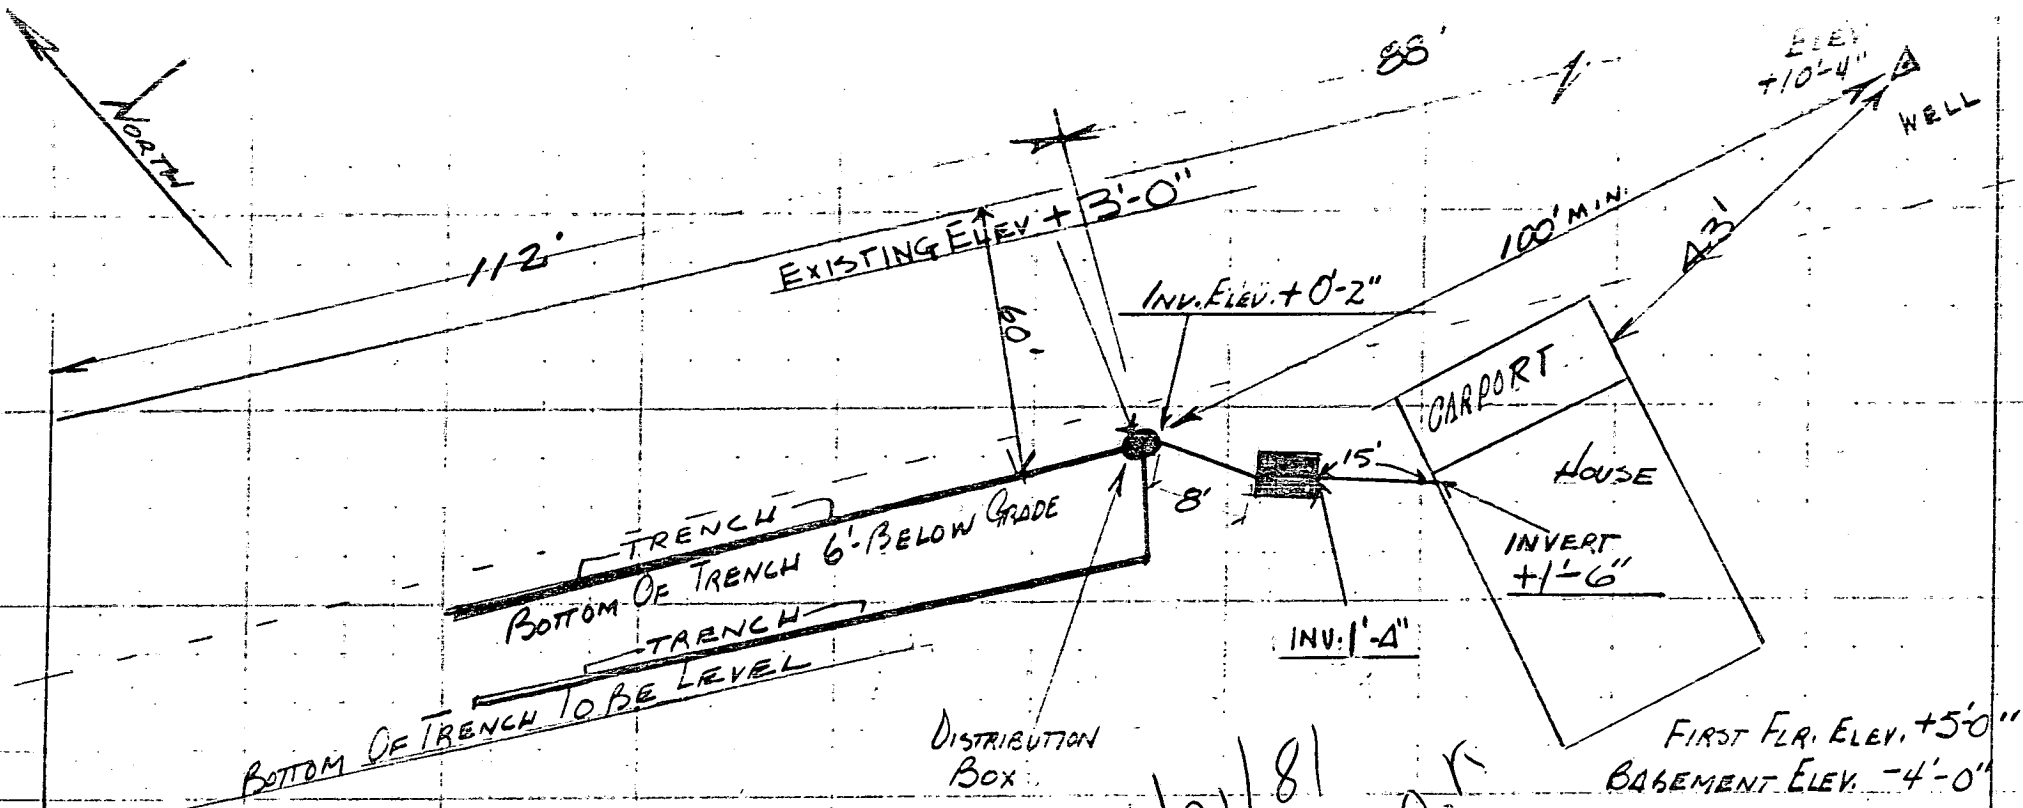 88'
ELEV
+10'-4"
WELL
NORTH
112'
EXISTING ELEV + 3'-0"
100' MIN.
43'
INV. ELEV. + 0'-2"
60'
CARPORT
15'
HOUSE
8'
INVERT
+1'-6"
TRENCH
BOTTOM OF TRENCH 6'-BELOW GRADE
INV. 1'-4"
TRENCH
BOTTOM OF TRENCH TO BE LEVEL
DISTRIBUTION
BOX
FIRST FLR. ELEV. +5'-0"
BASEMENT ELEV. -4'-0"